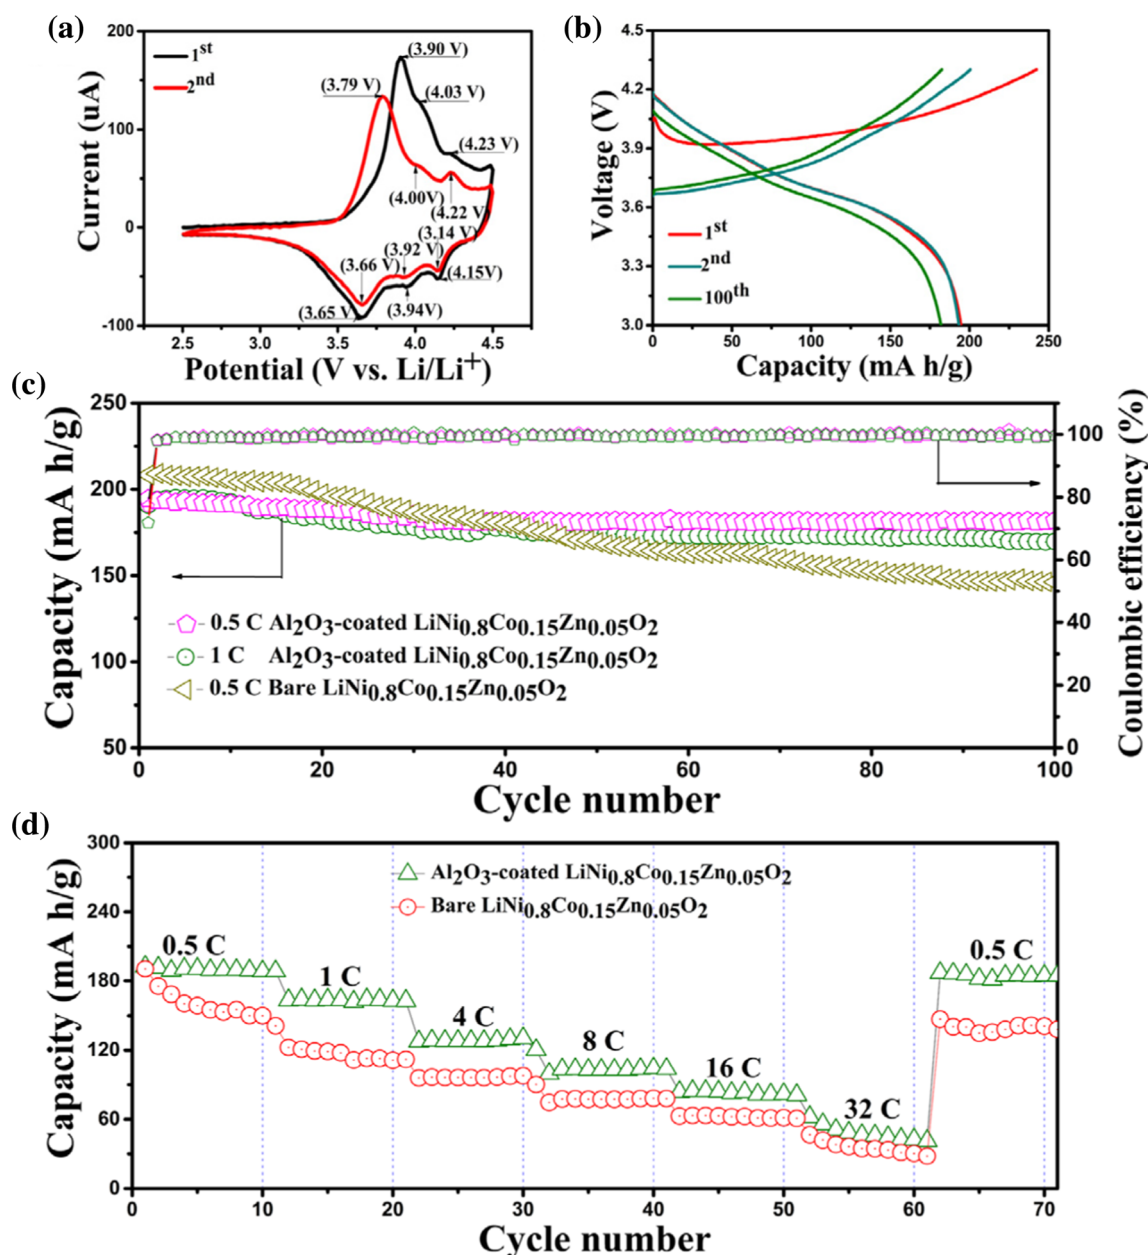 (a)
200
100
0
-100
Current (uA)
1st
2nd
(3.90 V)
(3.79 V)
(4.03 V)
(4.23 V)
(4.00V)
(4.22 V)
(3.14 V)
(3.92 V)
(3.66 V)
(4.15V)
(3.65 V)
(3.94V)
2.5 3.0 3.5 4.0 4.5
Potential (V vs. Li/Li+)
(b)
4.5
4.2
3.9
3.6
3.3
3.0
Voltage (V)
1st
2nd
100th
0 50 100 150 200 250
Capacity (mA h/g)
(c)
250
200
150
100
50
Capacity (mA h/g)
100
80
60
40
20
0
Coulombic efficiency (%)
0.5 C Al2O3-coated LiNi0.8Co0.15Zn0.05O2
1 C Al2O3-coated LiNi0.8Co0.15Zn0.05O2
0.5 C Bare LiNi0.8Co0.15Zn0.05O2
0 20 40 60 80 100
Cycle number
(d)
300
240
180
120
60
0
Capacity (mA h/g)
Al2O3-coated LiNi0.8Co0.15Zn0.05O2
Bare LiNi0.8Co0.15Zn0.05O2
0.5 C
1 C
4 C
8 C
16 C
32 C
0.5 C
0 10 20 30 40 50 60 70
Cycle number